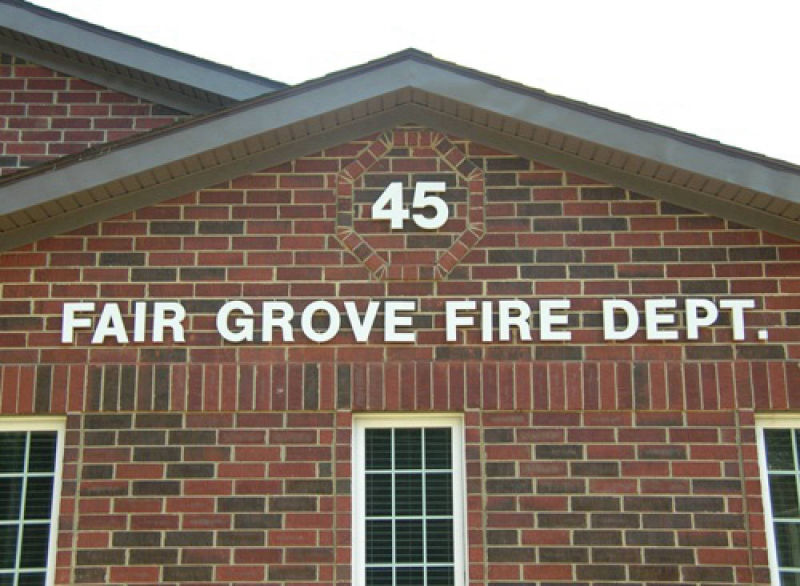 45
FAIR GROVE FIRE DEPT.